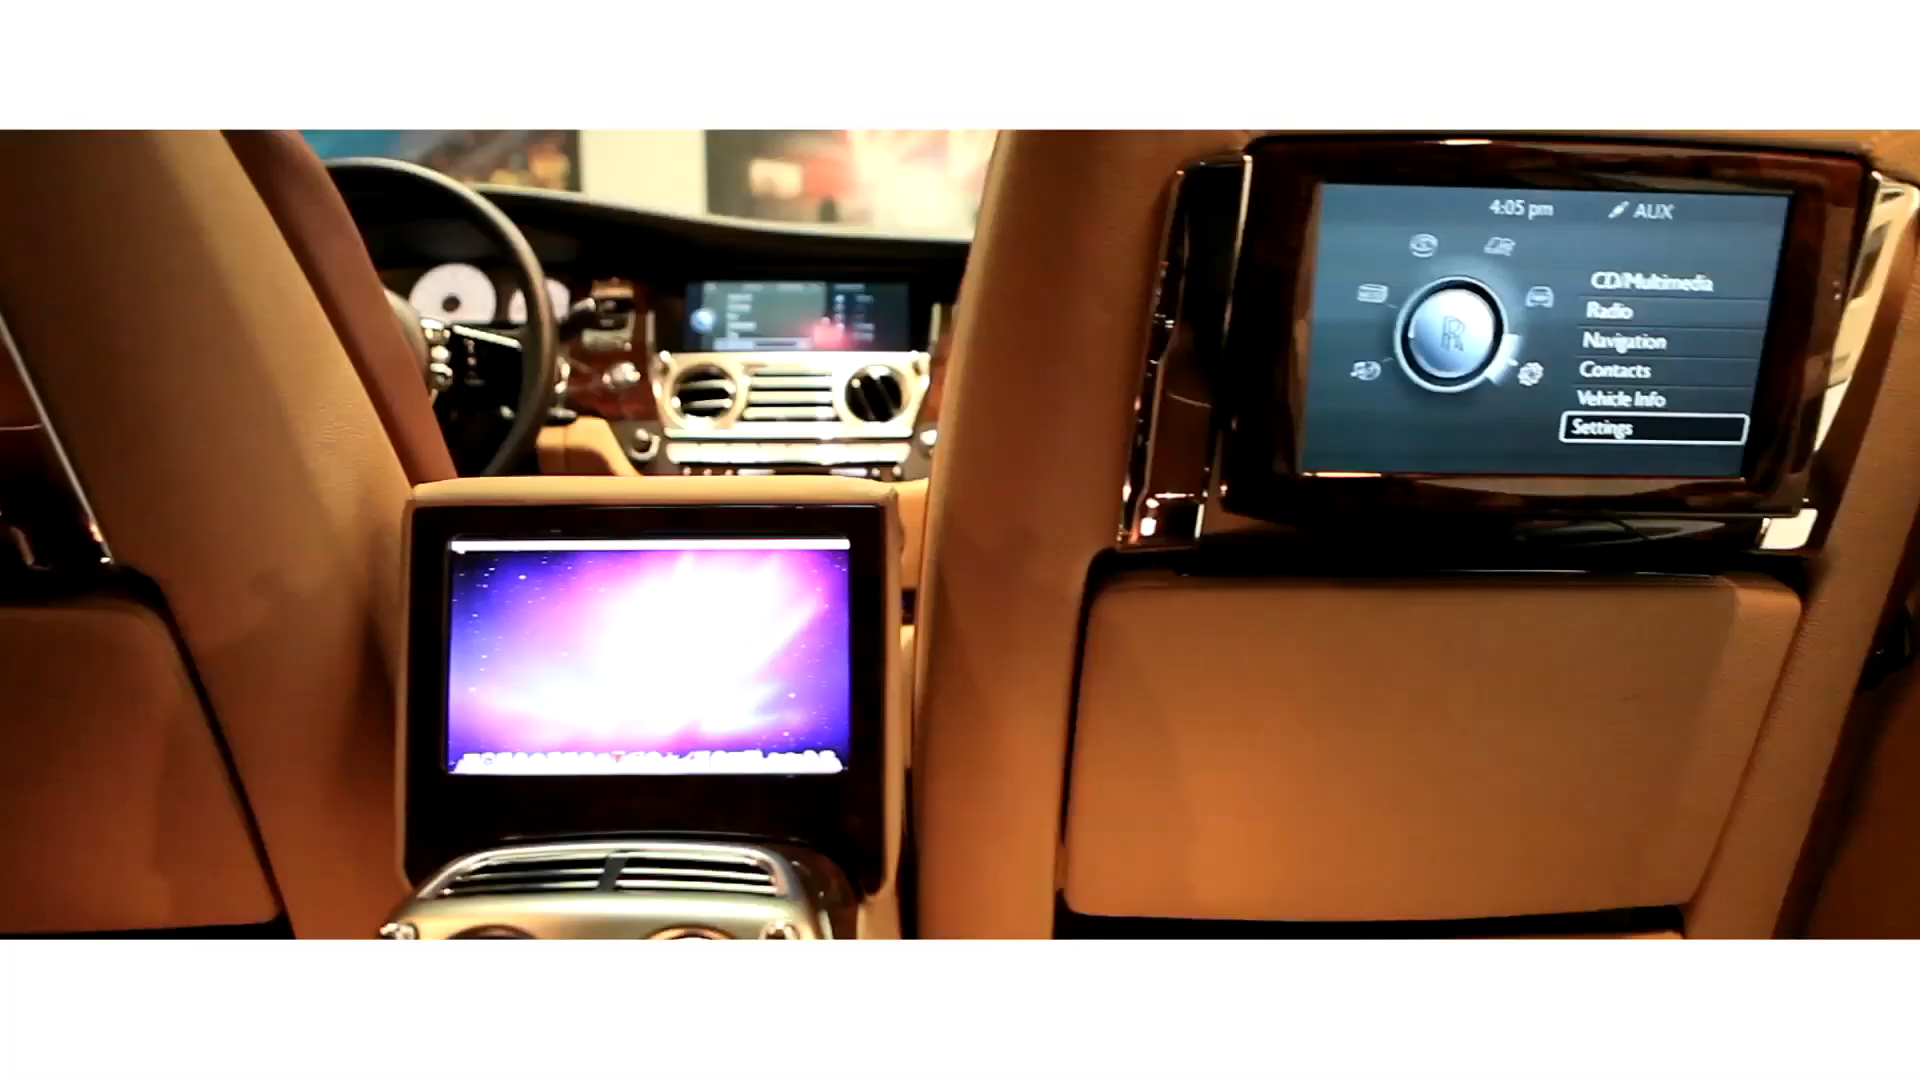 4:05 pm AUX
CD/Multimedia
Radio
Navigation
Contacts
Vehicle Info
Settings